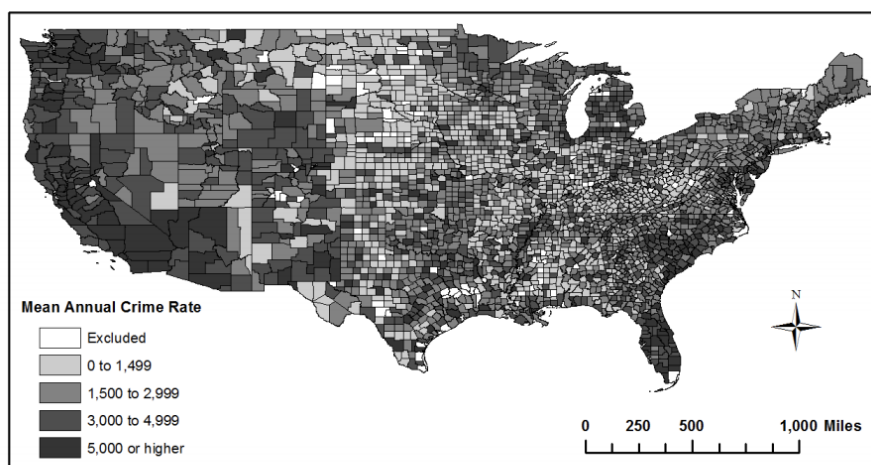 N
Mean Annual Crime Rate
Excluded
0 to 1,499
1,500 to 2,999
3,000 to 4,999
5,000 or higher
0 250 500 1,000 Miles